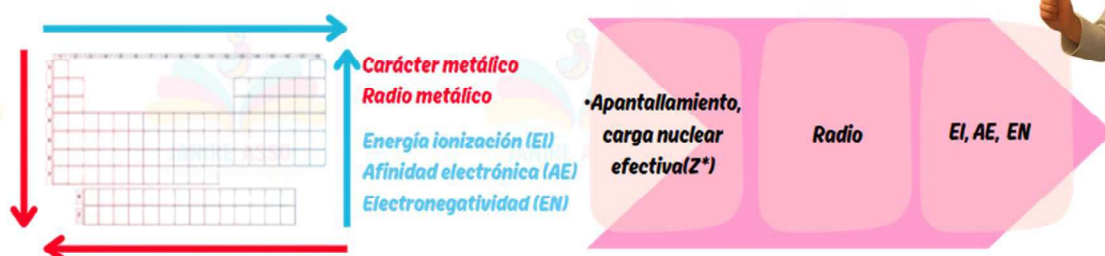 Carácter metálico
Radio metálico
Energía ionización (EI)
Afinidad electrónica (AE)
Electronegatividad (EN)
•Apantallamiento,
carga nuclear
efectiva(Z*)
Radio
EI, AE, EN